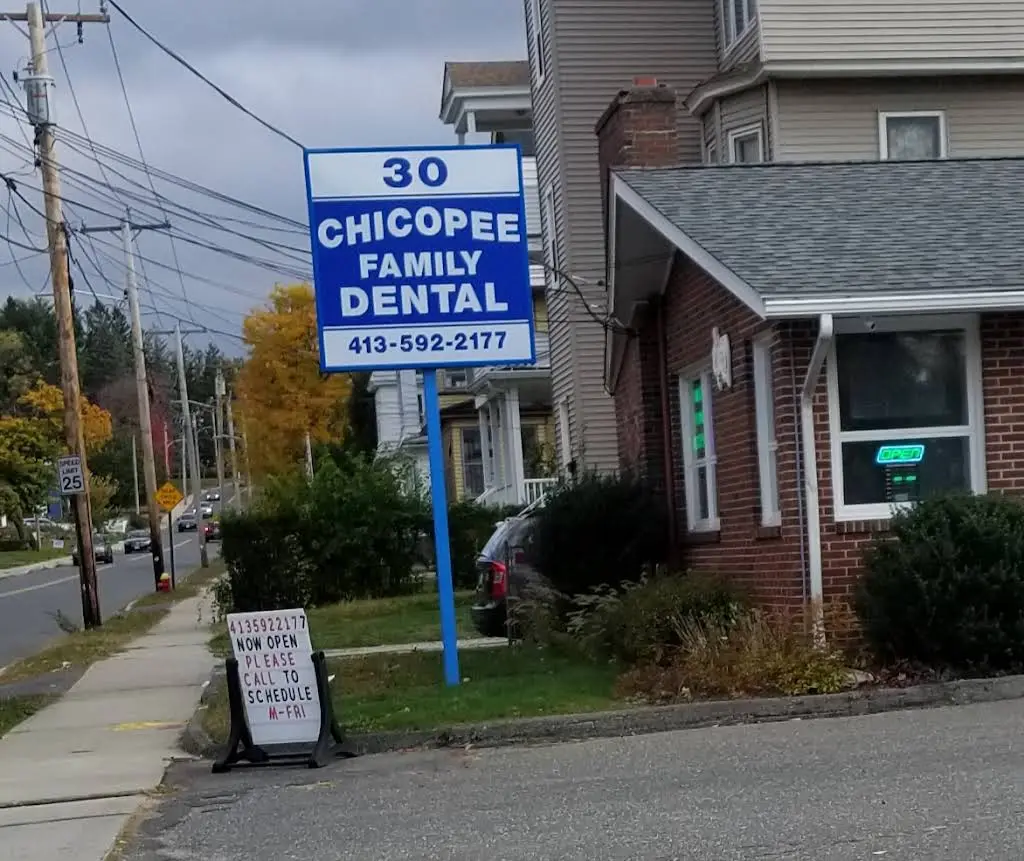 30
CHICOPEE
FAMILY
DENTAL
413-592-2177
SPEED
LIMIT
25
OPEN
4135922177
NOW OPEN
PLEASE
CALL TO
SCHEDULE
M-FRI